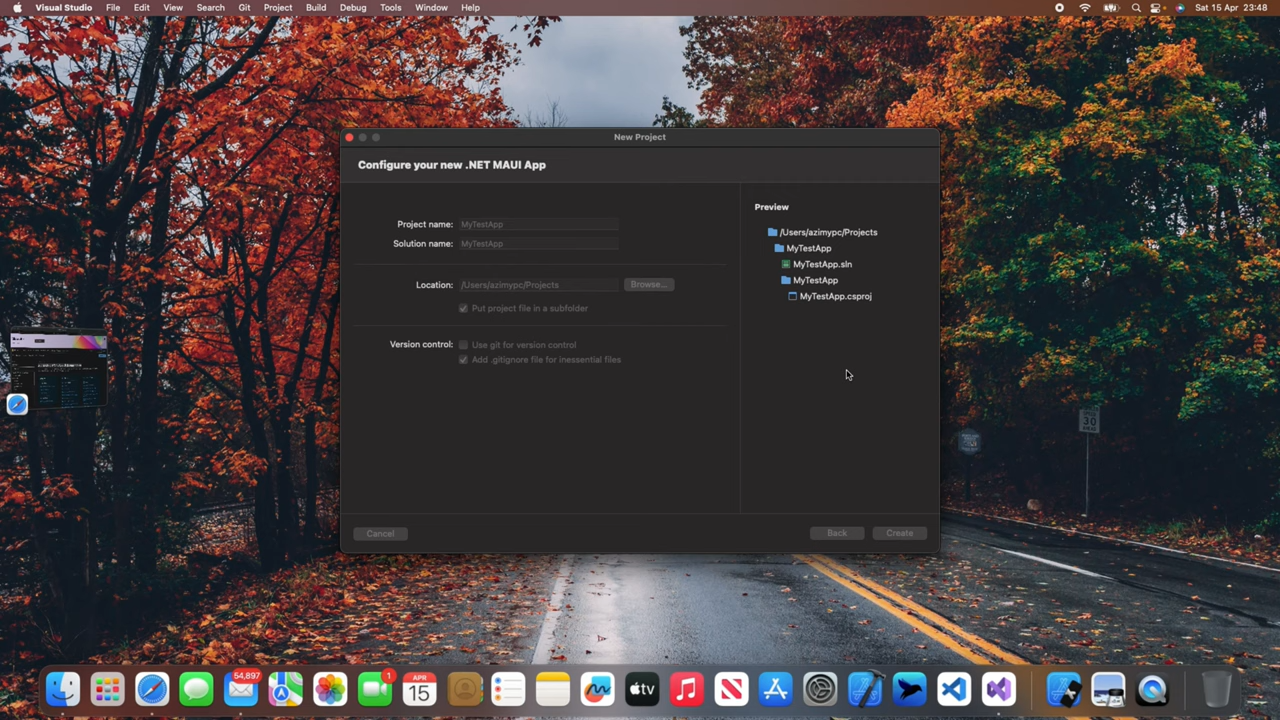 Visual Studio File Edit View Search Git Project Build Debug Tools Window Help Sat 15 Apr 23:48
New Project
Configure your new .NET MAUI App
Project name: MyTestApp
Solution name: MyTestApp
Location: /Users/azimypc/Projects Browse...
Put project file in a subfolder
Version control: Use git for version control
Add .gitignore file for inessential files
Preview
/Users/azimypc/Projects
MyTestApp
MyTestApp.sln
MyTestApp
MyTestApp.csproj
Cancel Back Create
30
54,897
1
APR
15
tv